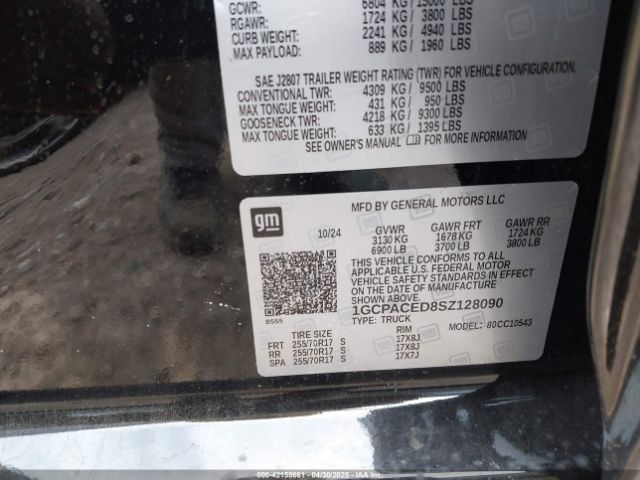 GCWR: 6804 KG / 15000 LBS
RGAWR: 1724 KG / 3800 LBS
CURB WEIGHT: 2241 KG / 4940 LBS
MAX PAYLOAD: 889 KG / 1960 LBS
SAE J2807 TRAILER WEIGHT RATING (TWR) FOR VEHICLE CONFIGURATION.
CONVENTIONAL TWR: 4309 KG / 9500 LBS
MAX TONGUE WEIGHT: 431 KG / 950 LBS
GOOSENECK TWR: 4218 KG / 9300 LBS
MAX TONGUE WEIGHT: 633 KG / 1395 LBS
SEE OWNER'S MANUAL FOR MORE INFORMATION.
gm
MFD BY GENERAL MOTORS LLC
10/24 GVWR GAWR FRT GAWR RR
3130 KG 1678 KG 1724 KG
6900 LB 3700 LB 3800 LB
THIS VEHICLE CONFORMS TO ALL
APPLICABLE U.S. FEDERAL MOTOR
VEHICLE SAFETY STANDARDS IN EFFECT
ON THE DATE OF MANUFACTURE SHOWN ABOVE.
1GCPACED8SZ128090
8555
TYPE: TRUCK
MODEL: 80CC10543
TIRE SIZE RIM
FRT 255/70R17 S 17X8J
RR 255/70R17 S 17X8J
SPA 255/70R17 S 17X7J
000-42158661 - 04/30/2025 - IAAI.COM